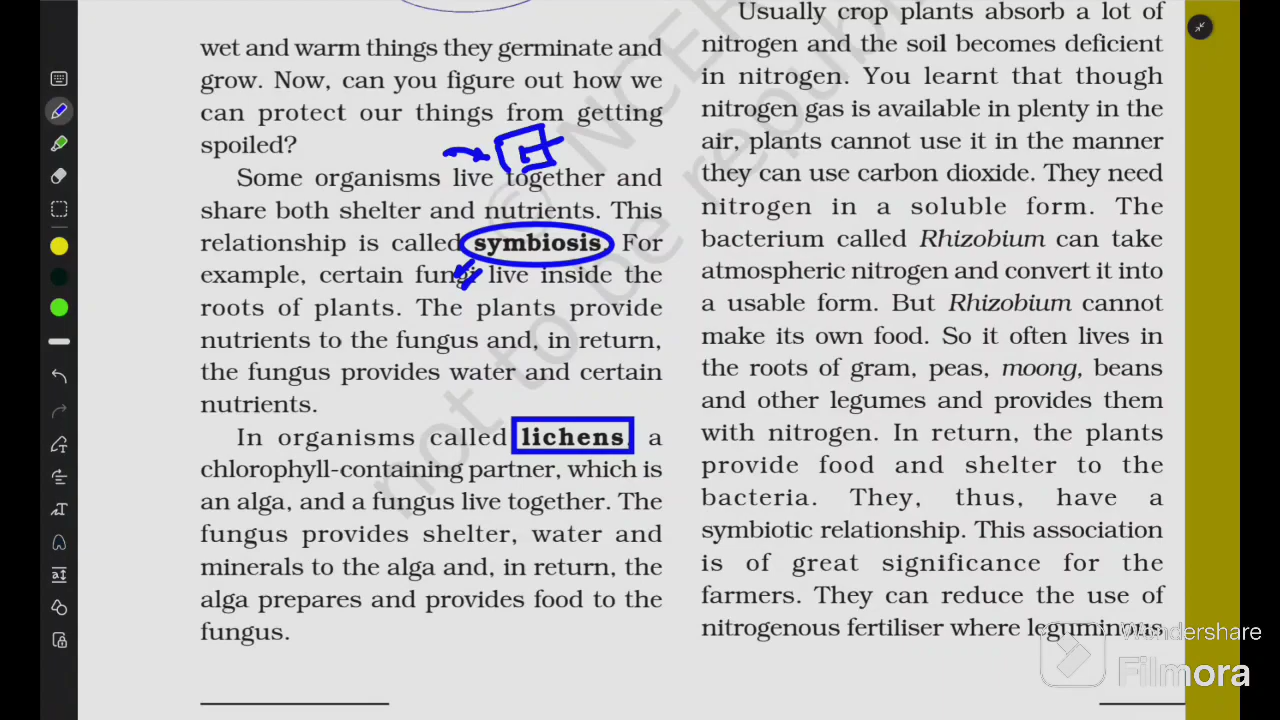 wet and warm things they germinate and
grow. Now, can you figure out how we
can protect our things from getting
spoiled?
Some organisms live together and
share both shelter and nutrients. This
relationship is called symbiosis. For
example, certain fungi live inside the
roots of plants. The plants provide
nutrients to the fungus and, in return,
the fungus provides water and certain
nutrients.
In organisms called lichens, a
chlorophyll-containing partner, which is
an alga, and a fungus live together. The
fungus provides shelter, water and
minerals to the alga and, in return, the
alga prepares and provides food to the
fungus.
Usually crop plants absorb a lot of
nitrogen and the soil becomes deficient
in nitrogen. You learnt that though
nitrogen gas is available in plenty in the
air, plants cannot use it in the manner
they can use carbon dioxide. They need
nitrogen in a soluble form. The
bacterium called Rhizobium can take
atmospheric nitrogen and convert it into
a usable form. But Rhizobium cannot
make its own food. So it often lives in
the roots of gram, peas, moong, beans
and other legumes and provides them
with nitrogen. In return, the plants
provide food and shelter to the
bacteria. They, thus, have a
symbiotic relationship. This association
is of great significance for the
farmers. They can reduce the use of
nitrogenous fertiliser where leguminous
© NCER
not to be republ
Wondershare
Filmora